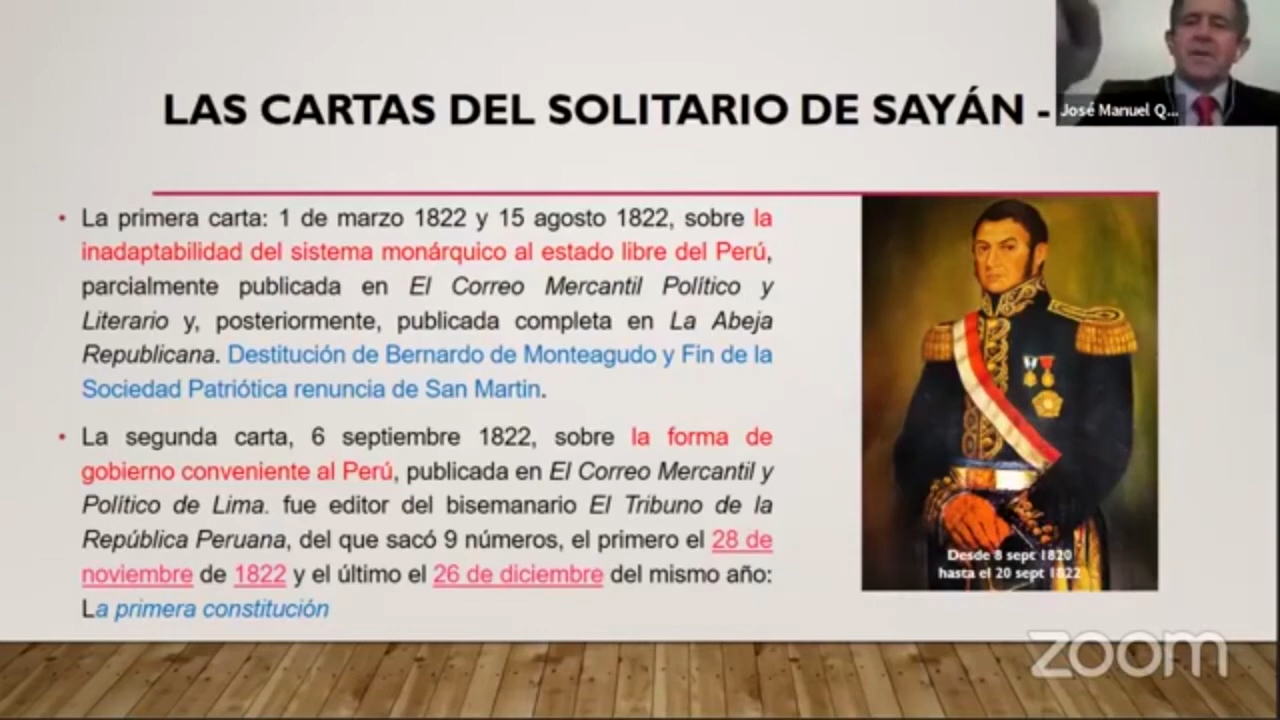 LAS CARTAS DEL SOLITARIO DE SAYÁN -
José Manuel Q...
• La primera carta: 1 de marzo 1822 y 15 agosto 1822, sobre la
inadaptabilidad del sistema monárquico al estado libre del Perú,
parcialmente publicada en El Correo Mercantil Político y
Literario y, posteriormente, publicada completa en La Abeja
Republicana. Destitución de Bernardo de Monteagudo y Fin de la
Sociedad Patriótica renuncia de San Martin.
• La segunda carta, 6 septiembre 1822, sobre la forma de
gobierno conveniente al Perú, publicada en El Correo Mercantil y
Político de Lima. fue editor del bisemanario El Tribuno de la
República Peruana, del que sacó 9 números, el primero el 28 de
noviembre de 1822 y el último el 26 de diciembre del mismo año:
La primera constitución
Desde 8 sept 1820
hasta el 20 sept 1822
zoom